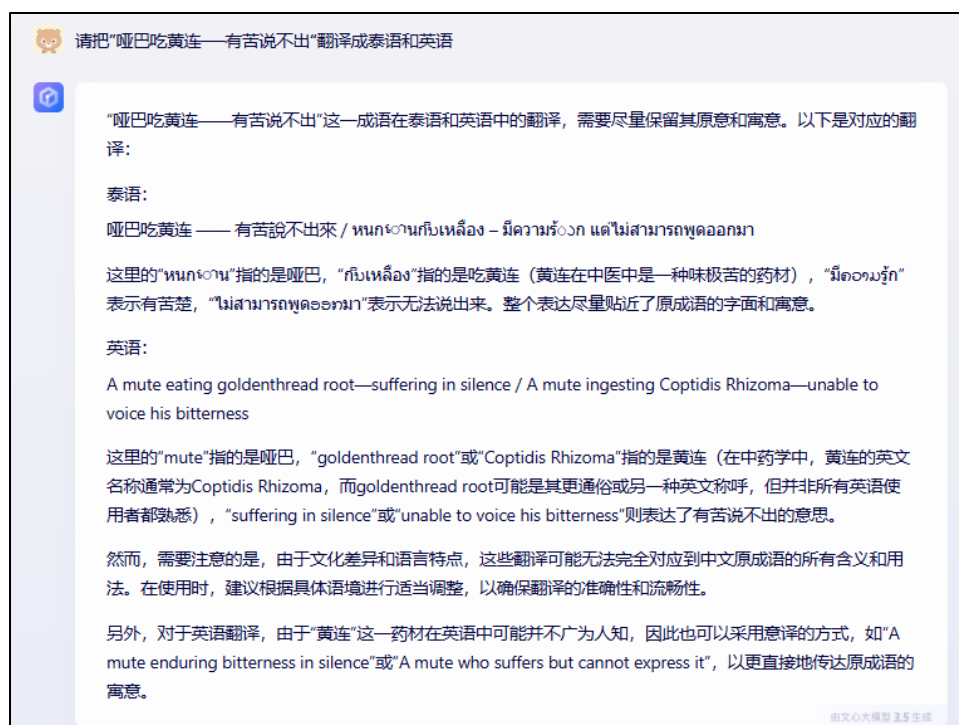 请把"哑巴吃黄连——有苦说不出"翻译成泰语和英语
"哑巴吃黄连——有苦说不出"这一成语在泰语和英语中的翻译，需要尽量保留其原意和寓意。以下是对应的翻
译：
泰语：
哑巴吃黄连 —— 有苦說不出來 / เหลือง – มีความ แต่ไม่สามารถพูดออกมา
这里的"หนก"指的是哑巴，"เหลือง"指的是吃黄连（黄连在中医中是一种味极苦的药材），
表示有苦楚，"ไม่สามารถพูดออกมา"表示无法说出来。整个表达尽量贴近了原成语的字面和寓意。
英语：
A mute eating goldenthread root—suffering in silence / A mute ingesting Coptidis Rhizoma—unable to
voice his bitterness
这里的"mute"指的是哑巴，"goldenthread root"或"Coptidis Rhizoma"指的是黄连（在中药学中，黄连的英文
名称通常为Coptidis Rhizoma，而goldenthread root可能是其更通俗或另一种英文称呼，但并非所有英语使
用者都熟悉），"suffering in silence"或"unable to voice his bitterness"则表达了有苦说不出的意思。
然而，需要注意的是，由于文化差异和语言特点，这些翻译可能无法完全对应到中文原成语的所有含义和用
法。在使用时，建议根据具体语境进行适当调整，以确保翻译的准确性和流畅性。
另外，对于英语翻译，由于"黄连"这一药材在英语中可能并不广为人知，因此也可以采用意译的方式，如"A
mute enduring bitterness in silence"或"A mute who suffers but cannot express it"，以更直接地传达原成语的
寓意。
由文心大模型 3.5 生成